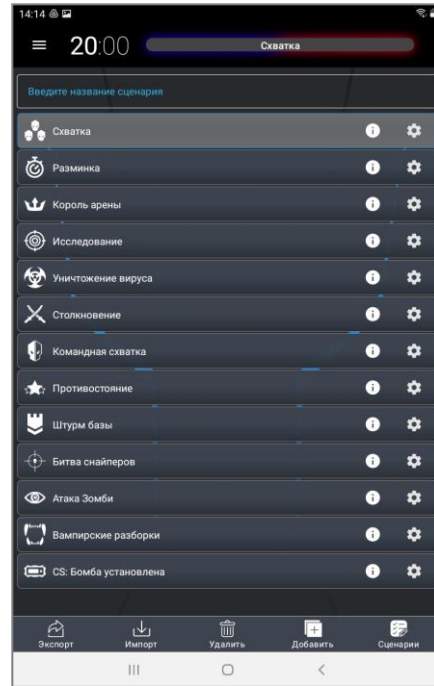 14:14
20:00
Схватка
Введите название сценария
Схватка
Разминка
Король арены
Исследование
Уничтожение вируса
Столкновение
Командная схватка
Противостояние
Штурм базы
Битва снайперов
Атака Зомби
Вампирские разборки
CS: Бомба установлена
Экспорт
Импорт
Удалить
Добавить
Сценарии